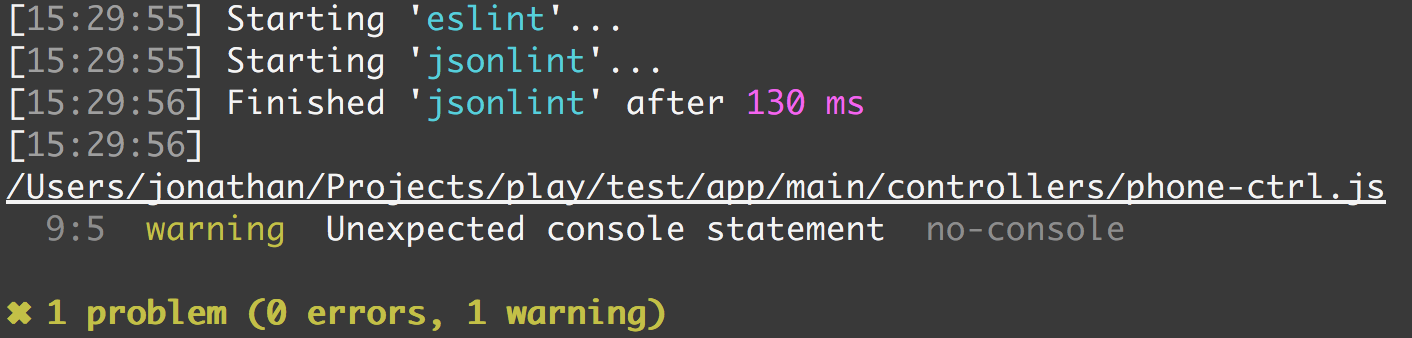 [15:29:55] Starting 'eslint'...
[15:29:55] Starting 'jsonlint'...
[15:29:56] Finished 'jsonlint' after 130 ms
[15:29:56]
/Users/jonathan/Projects/play/test/app/main/controllers/phone-ctrl.js
  9:5  warning  Unexpected console statement  no-console
✖ 1 problem (0 errors, 1 warning)